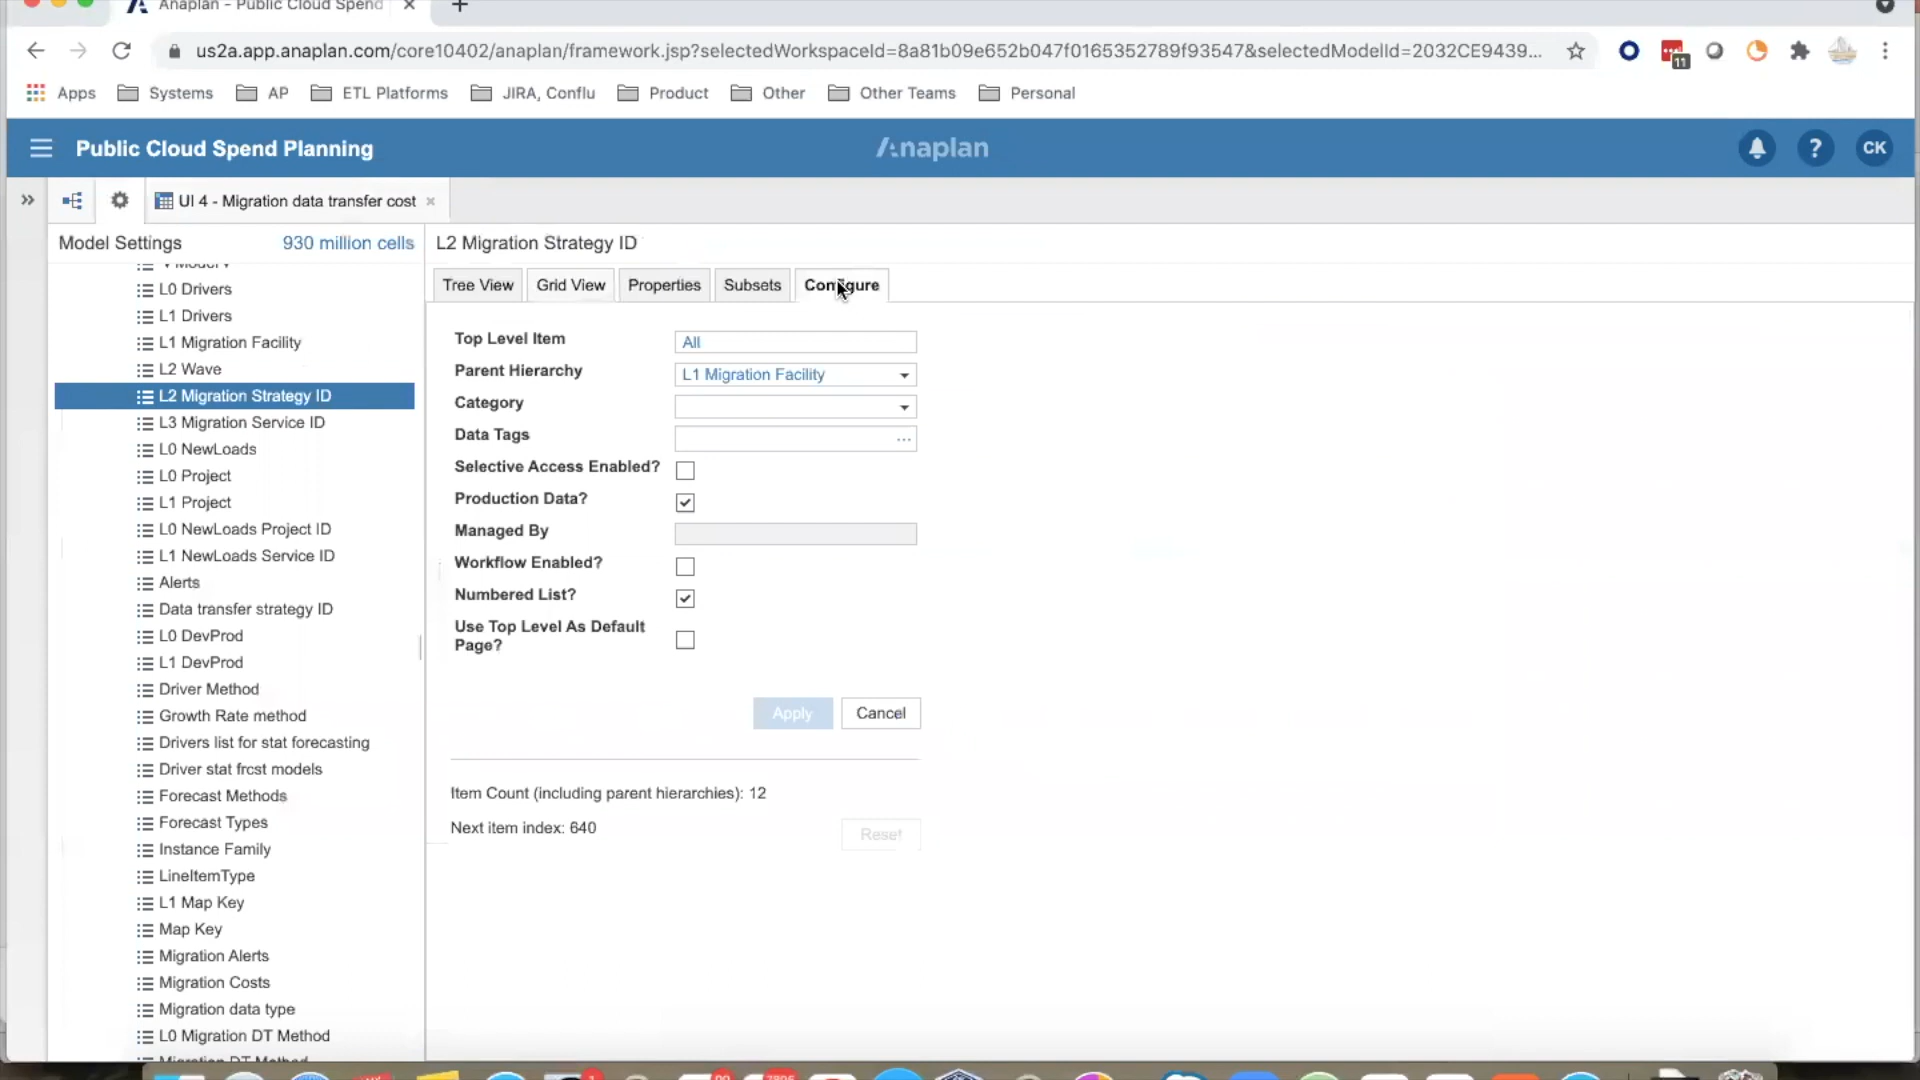 Anaplan - Public Cloud Spend
us2a.app.anaplan.com/core10402/anaplan/framework.jsp?selectedWorkspaceId=8a81b09e652b047f0165352789f93547&selectedModelId=2032CE9439...
11
Apps Systems AP ETL Platforms JIRA, Conflu Product Other Other Teams Personal
Public Cloud Spend Planning
Anaplan
? CK
UI 4 - Migration data transfer cost
Model Settings 930 million cells
L2 Migration Strategy ID
Tree View Grid View Properties Subsets Configure
L0 Drivers
L1 Drivers
L1 Migration Facility
L2 Wave
L2 Migration Strategy ID
L3 Migration Service ID
L0 NewLoads
L0 Project
L1 Project
L0 NewLoads Project ID
L1 NewLoads Service ID
Alerts
Data transfer strategy ID
L0 DevProd
L1 DevProd
Driver Method
Growth Rate method
Drivers list for stat forecasting
Driver stat frcst models
Forecast Methods
Forecast Types
Instance Family
LineItemType
L1 Map Key
Map Key
Migration Alerts
Migration Costs
Migration data type
L0 Migration DT Method
Migration DT Method
Top Level Item All
Parent Hierarchy L1 Migration Facility
Category
Data Tags ...
Selective Access Enabled?
Production Data?
Managed By
Workflow Enabled?
Numbered List?
Use Top Level As Default
Page?
Apply Cancel
Item Count (including parent hierarchies): 12
Next item index: 640
Reset